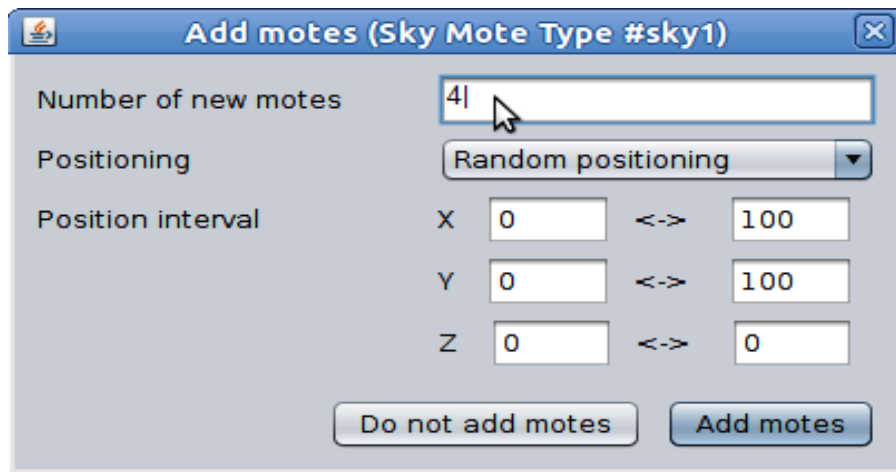 Add motes (Sky Mote Type #sky1)
Number of new motes 4
Positioning Random positioning
Position interval X 0 <-> 100
Y 0 <-> 100
Z 0 <-> 0
Do not add motes Add motes